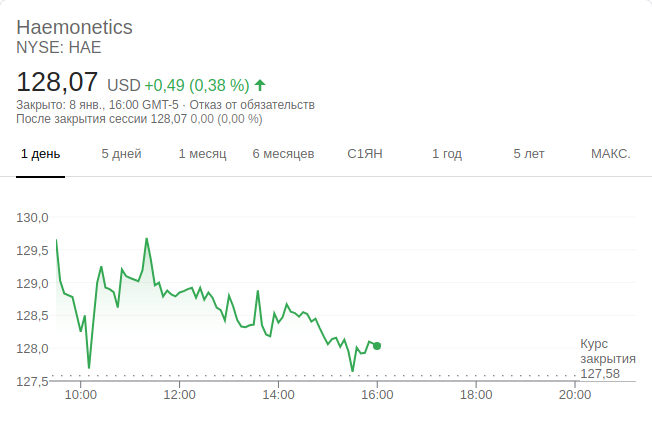 Haemonetics
NYSE: HAE
128,07 USD +0,49 (0,38 %)
Закрыто: 8 янв., 16:00 GMT-5 · Отказ от обязательств
После закрытия сессии 128,07 0,00 (0,00 %)
1 день 5 дней 1 месяц 6 месяцев С1ЯН 1 год 5 лет МАКС.
130,0
129,5
129,0
128,5
128,0
127,5
Курс
закрытия
127,58
10:00 12:00 14:00 16:00 18:00 20:00